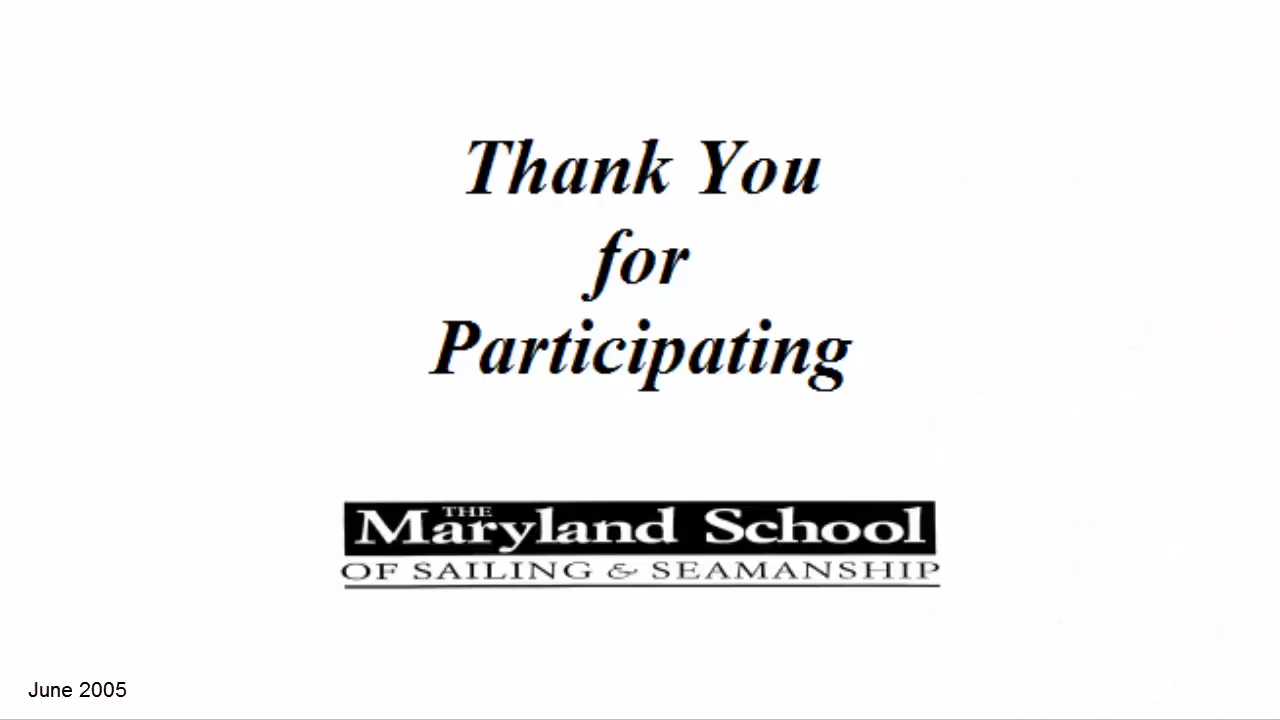 Thank You
for
Participating
THE
Maryland School
OF SAILING & SEAMANSHIP
June 2005